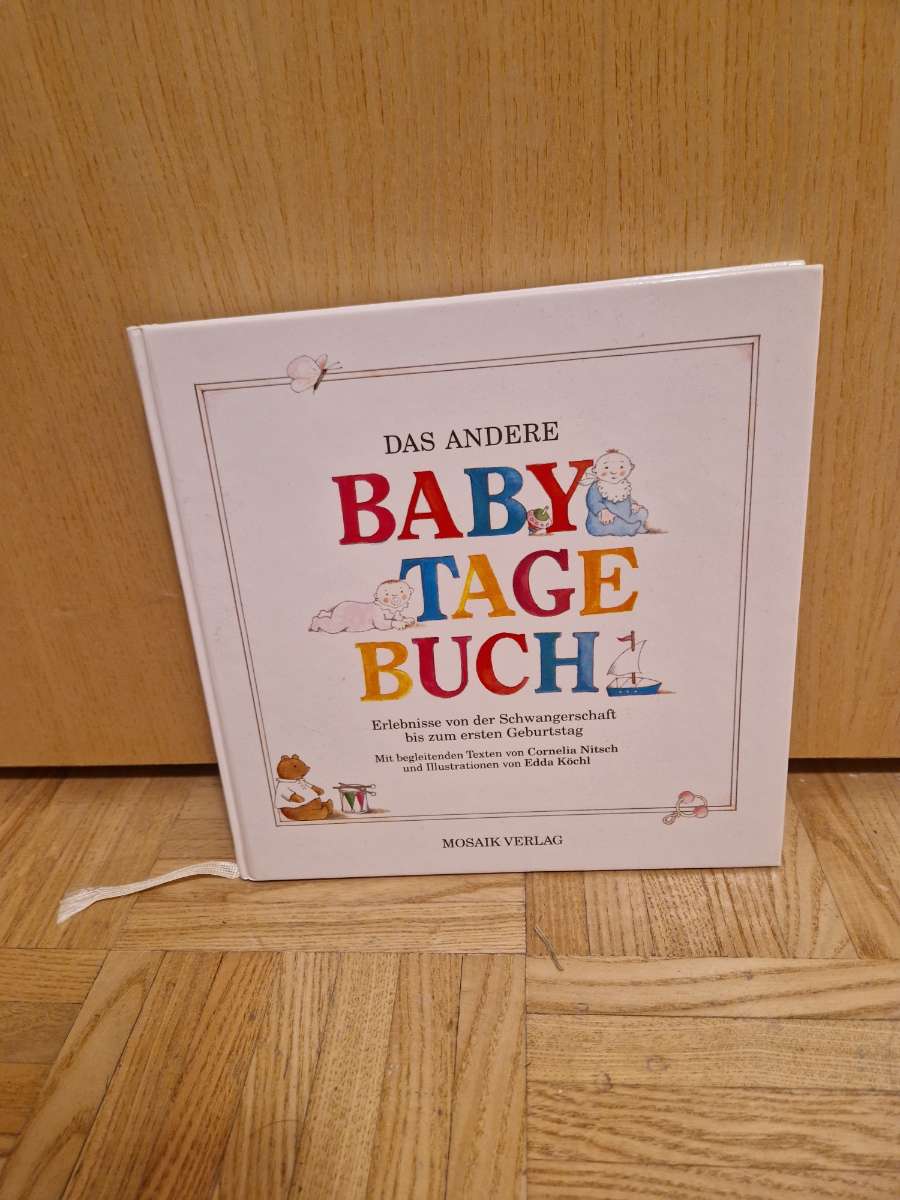 DAS ANDERE
BABY
TAGE
BUCH
Erlebnisse von der Schwangerschaft
bis zum ersten Geburtstag
Mit begleitenden Texten von Cornelia Nitsch
und Illustrationen von Edda Köchl
MOSAIK VERLAG